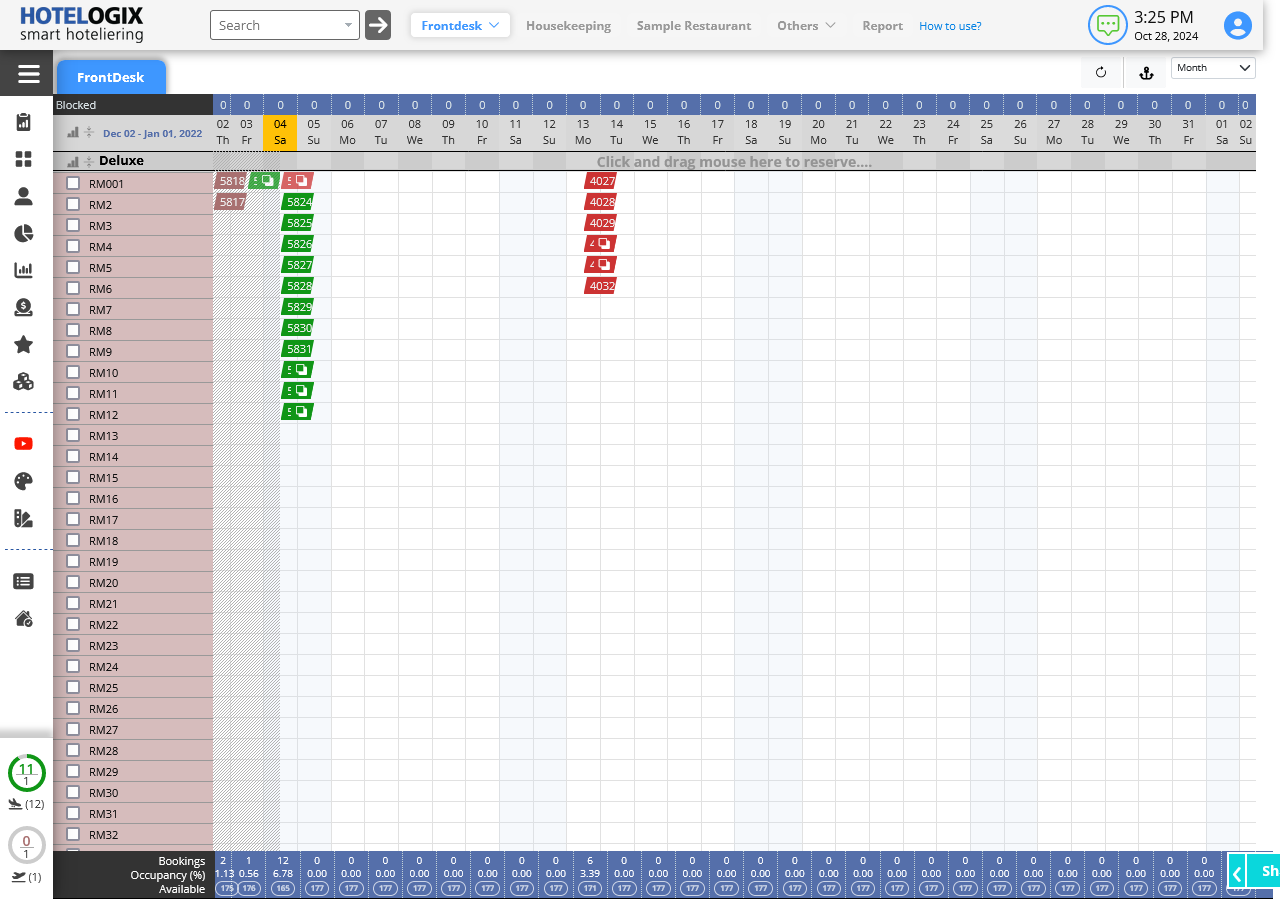 HOTELOGIX
smart hoteliering
Search
Frontdesk
Housekeeping
Sample Restaurant
Others
Report
How to use?
3:25 PM
Oct 28, 2024
FrontDesk
Month
Blocked 0 0 0 0 0 0 0 0 0 0 0 0 0 0 0 0 0 0 0 0 0 0 0 0 0 0 0 0 0 0 0 0
Dec 02 - Jan 01, 2022
02 03 04 05 06 07 08 09 10 11 12 13 14 15 16 17 18 19 20 21 22 23 24 25 26 27 28 29 30 31 01 02
Th Fr Sa Su Mo Tu We Th Fr Sa Su Mo Tu We Th Fr Sa Su Mo Tu We Th Fr Sa Su Mo Tu We Th Fr Sa Su
Deluxe Click and drag mouse here to reserve....
RM001 5818 4027
RM2 5817 5824 4028
RM3 5825 4029
RM4 5826
RM5 5827
RM6 5828 4032
RM7 5829
RM8 5830
RM9 5831
RM10
RM11
RM12
RM13
RM14
RM15
RM16
RM17
RM18
RM19
RM20
RM21
RM22
RM23
RM24
RM25
RM26
RM27
RM28
RM29
RM30
RM31
RM32
11
1
(12)
0
1
(1)
Bookings 2 1 12 0 0 0 0 0 0 0 0 6 0 0 0 0 0 0 0 0 0 0 0 0 0 0 0 0 0 0
Occupancy (%) 1.13 0.56 6.78 0.00 0.00 0.00 0.00 0.00 0.00 0.00 0.00 3.39 0.00 0.00 0.00 0.00 0.00 0.00 0.00 0.00 0.00 0.00 0.00 0.00 0.00 0.00 0.00 0.00 0.00 0.00
Available 175 176 165 177 177 177 177 177 177 177 177 171 177 177 177 177 177 177 177 177 177 177 177 177 177 177 177 177 177 177
Sh